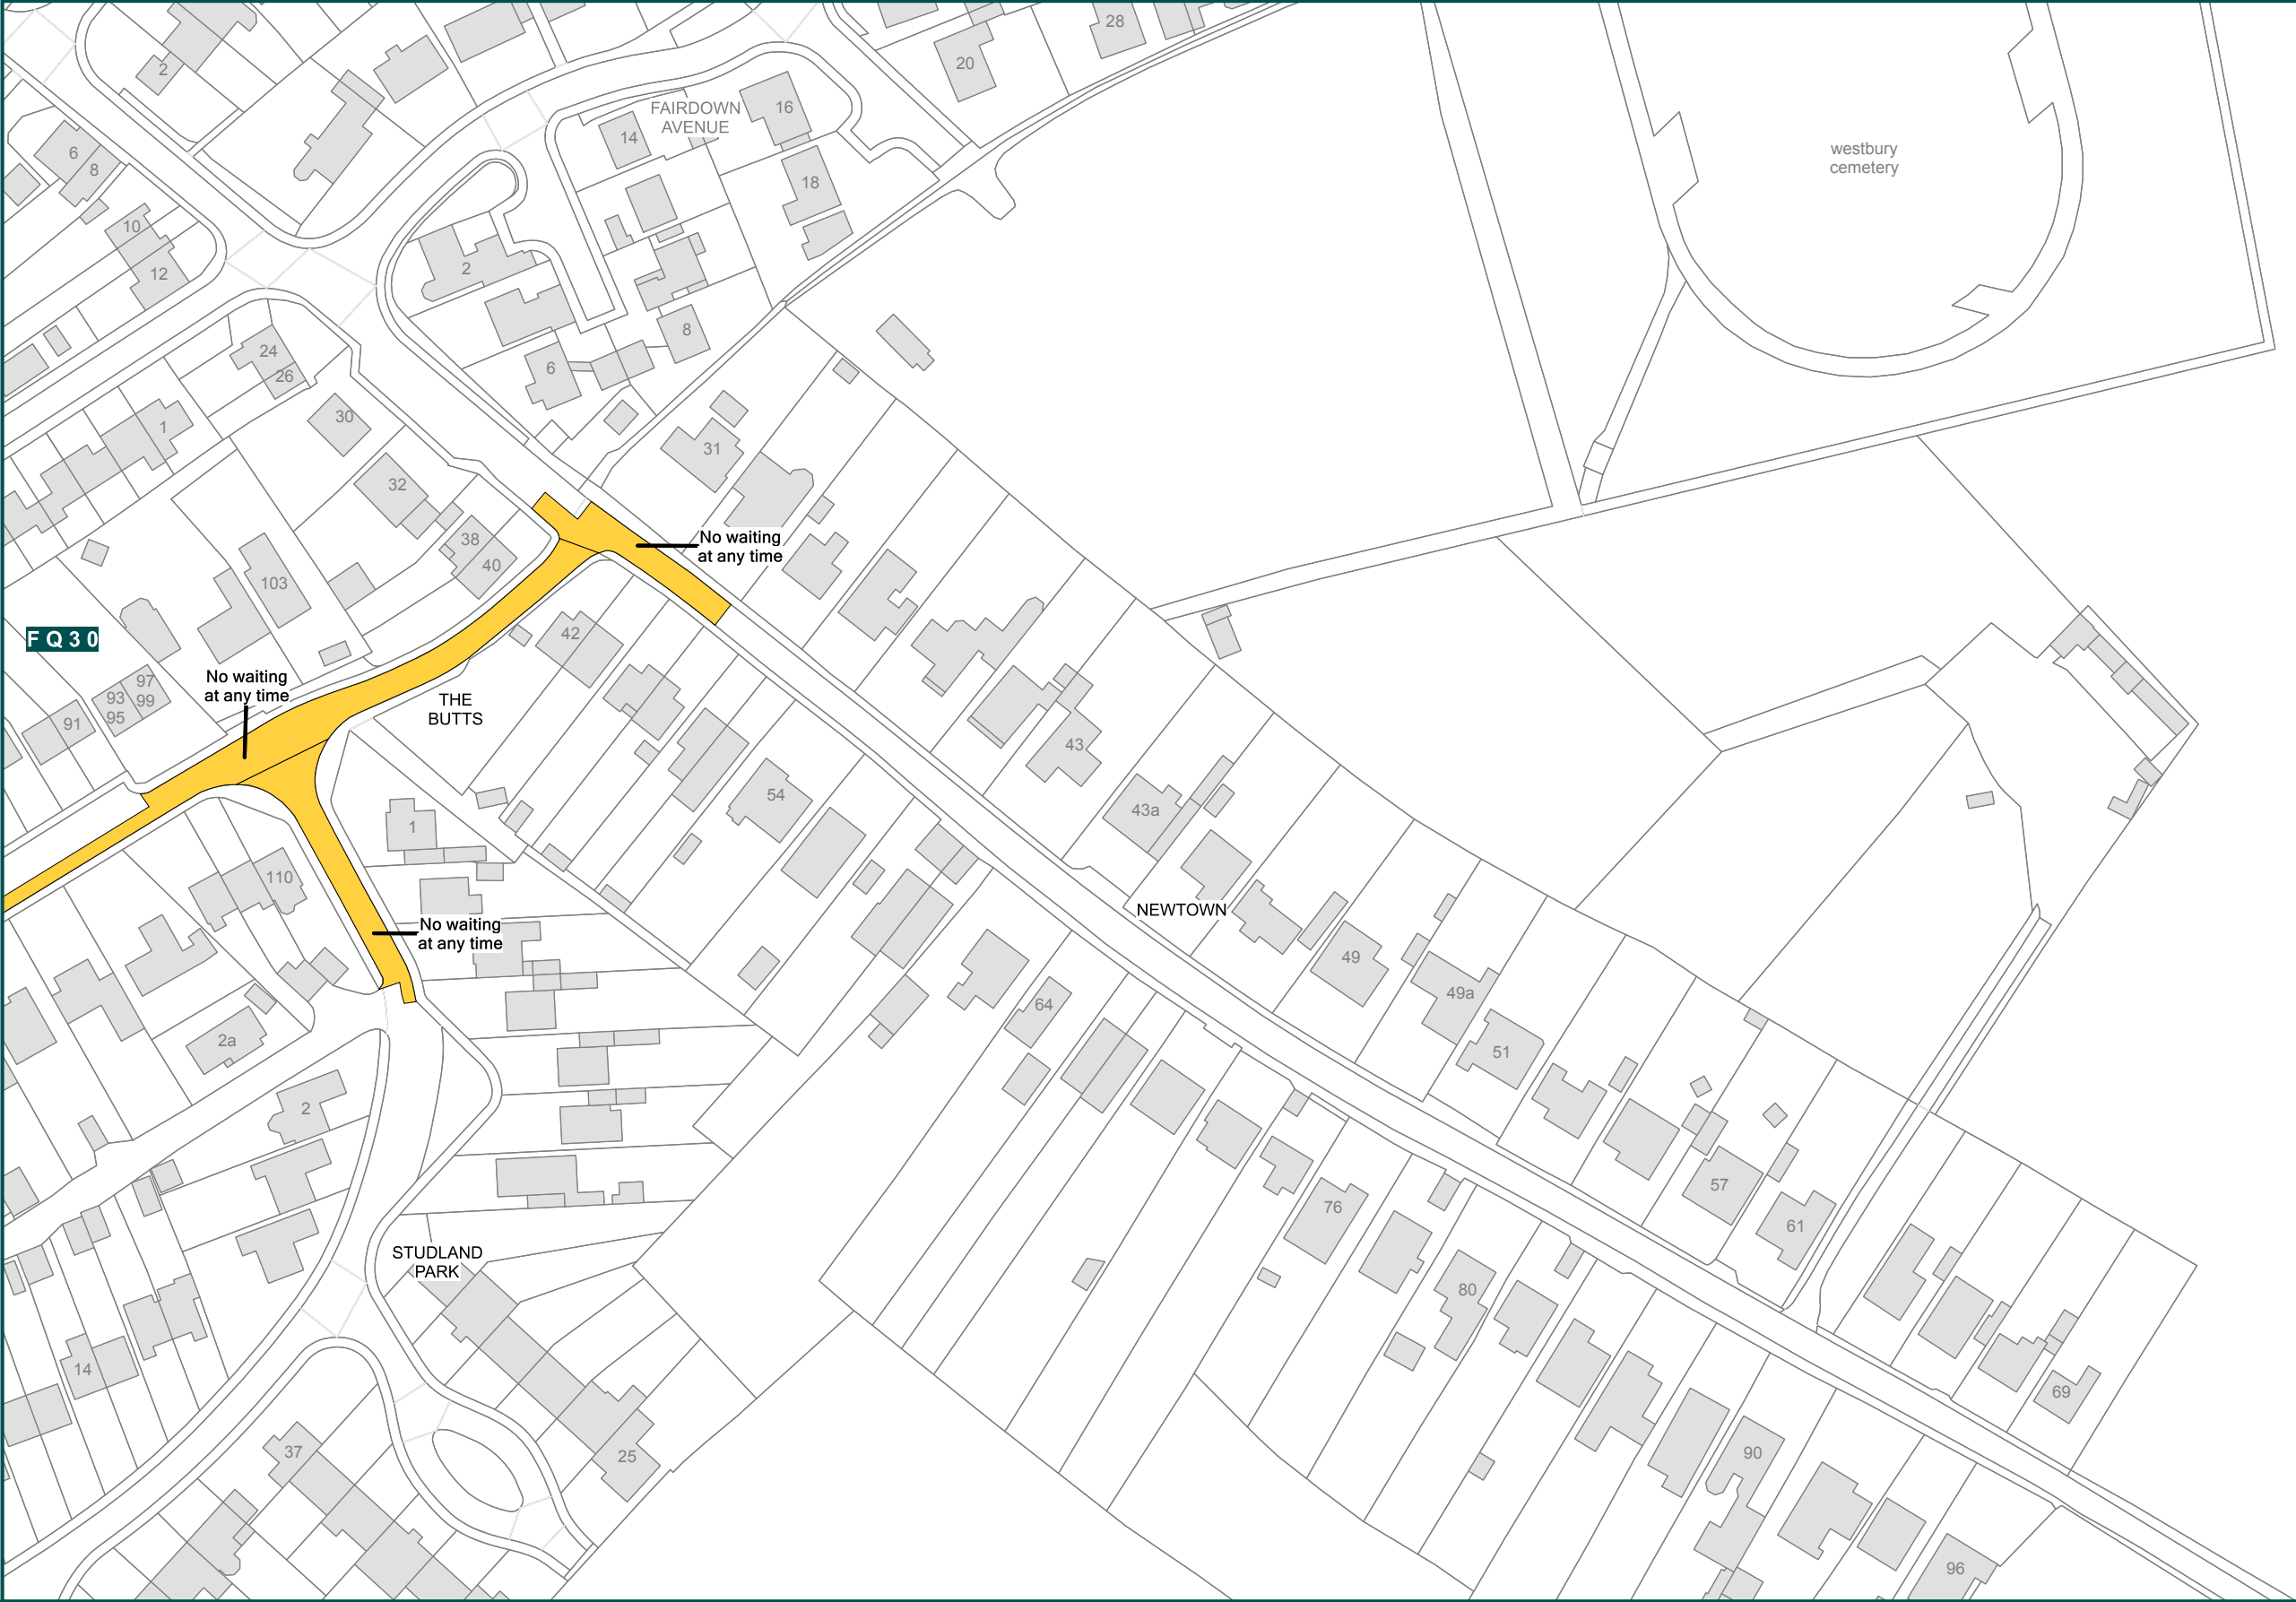 2
20
28
FAIRDOWN
AVENUE
16
14
18
westbury
cemetery
6
8
10
12
2
8
6
24
26
30
1
31
32
38
40
103
No waiting
at any time
42
FQ30
No waiting
at any time
97
99
93
95
91
THE
BUTTS
43
54
43a
1
110
NEWTOWN
No waiting
at any time
49
49a
64
2a
51
2
57
76
61
STUDLAND
PARK
80
14
69
37
25
90
96